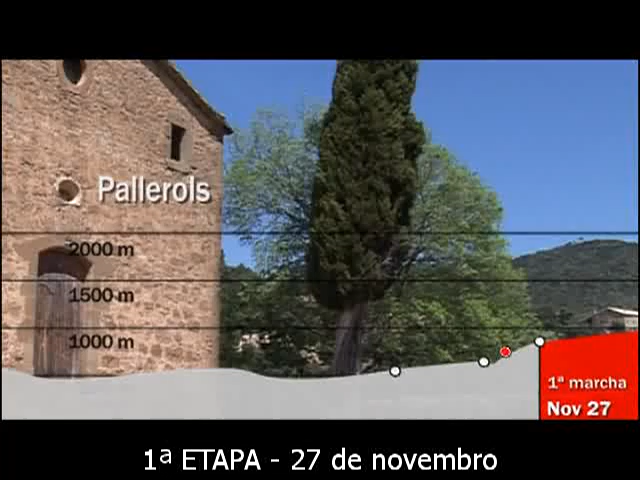 Pallerols
2000 m
1500 m
1000 m
1ª marcha
Nov 27
1ª ETAPA - 27 de novembro